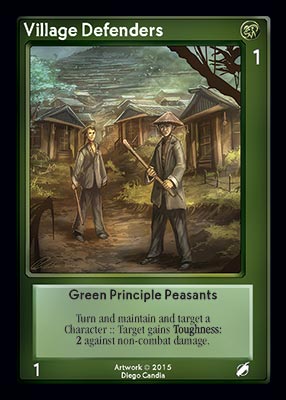 Village Defenders
1
Green Principle Peasants
Turn and maintain and target a
Character :: Target gains Toughness:
2 against non-combat damage.
1
Artwork © 2015
Diego Candia